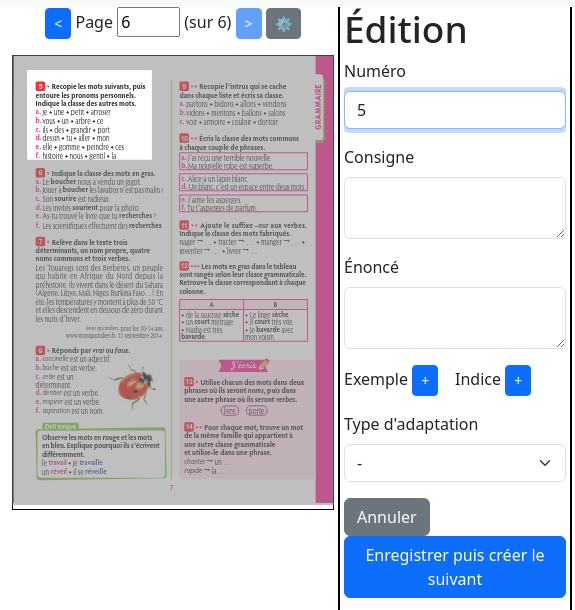 < Page 6 (sur 6) > ⚙️
5 • Recopie les mots suivants, puis
entoure les pronoms personnels.
Indique la classe des autres mots.
a. je • une • petit • arroser
b. vous • un • arbre • ce
c. ils • des • grandir • port
d. dessin • tu • aller • mon
e. elle • gomme • peindre • ces
f. histoire • nous • gentil • la
6 • Indique la classe des mots en gras.
a. Le boucher nous a vendu un gigot.
b. Jouer à boucher les lavabos n'est pas malin !
c. Son sourire est radieux.
d. Les invités sourient pour la photo.
e. As-tu trouvé le livre que tu recherches ?
f. Les scientifiques effectuent des recherches.
7 • Relève dans le texte trois
déterminants, un nom propre, quatre
noms communs et trois verbes.
Les Touaregs sont des Berbères, un peuple
qui habite en Afrique du Nord depuis la
préhistoire. Ils vivent dans le désert du Sahara
(Algérie, Libye, Mali, Niger, Burkina Faso…). En
été, les températures y montent à plus de 50 °C
et elles descendent en dessous de zéro durant
les nuits d'hiver.
Mon quotidien, pour les 10-14 ans,
www.monquotidien.fr, 13 septembre 2014.
8 • Réponds par vrai ou faux.
a. coccinelle est un adjectif.
b. bûche est un verbe.
c. cette est un
déterminant.
d. dentier est un verbe.
e. respirer est un verbe.
f. aspiration est un nom.
Défi langue
Observe les mots en rouge et les mots
en bleu. Explique pourquoi ils s'écrivent
différemment.
le travail • je travaille
un réveil • il se réveille
9 •• Recopie l'intrus qui se cache
dans chaque liste et écris sa classe.
a. partons • bidons • allons • vendons
b. vidons • mentons • ballons • salons
c. voir • armoire • couloir • dortoir
10 •• Écris la classe des mots communs
à chaque couple de phrases.
a. J'ai reçu une terrible nouvelle.
b. Ma nouvelle robe est superbe.
c. Alice a un lapin blanc.
d. Un blanc, c'est un espace entre deux mots.
e. J'aime les asperges.
f. Tu t'asperges de parfum.
11 •• Ajoute le suffixe -eur aux verbes.
Indique la classe des mots fabriqués.
nager → … • tracter → … • manger → … •
inventer → … • livrer → …
12 ••• Les mots en gras dans le tableau
sont rangés selon leur classe grammaticale.
Retrouve la classe correspondant à chaque
colonne.
A B
• de la saucisse sèche • Le linge sèche
• un court métrage • Il court très vite.
• Nadia est très • Je bavarde avec
bavarde mon voisin.
J'écris
13 • Utilise chacun des mots dans deux
phrases où ils seront noms, puis dans
une autre phrase où ils seront verbes.
livre porte
14 •• Pour chaque mot, trouve un mot
de la même famille qui appartient à
une autre classe grammaticale
et utilise-le dans une phrase.
chanter → un …
rapide → la …
GRAMMAIRE
7
Édition
Numéro
5
Consigne
Énoncé
Exemple + Indice +
Type d'adaptation
-
Annuler
Enregistrer puis créer le
suivant